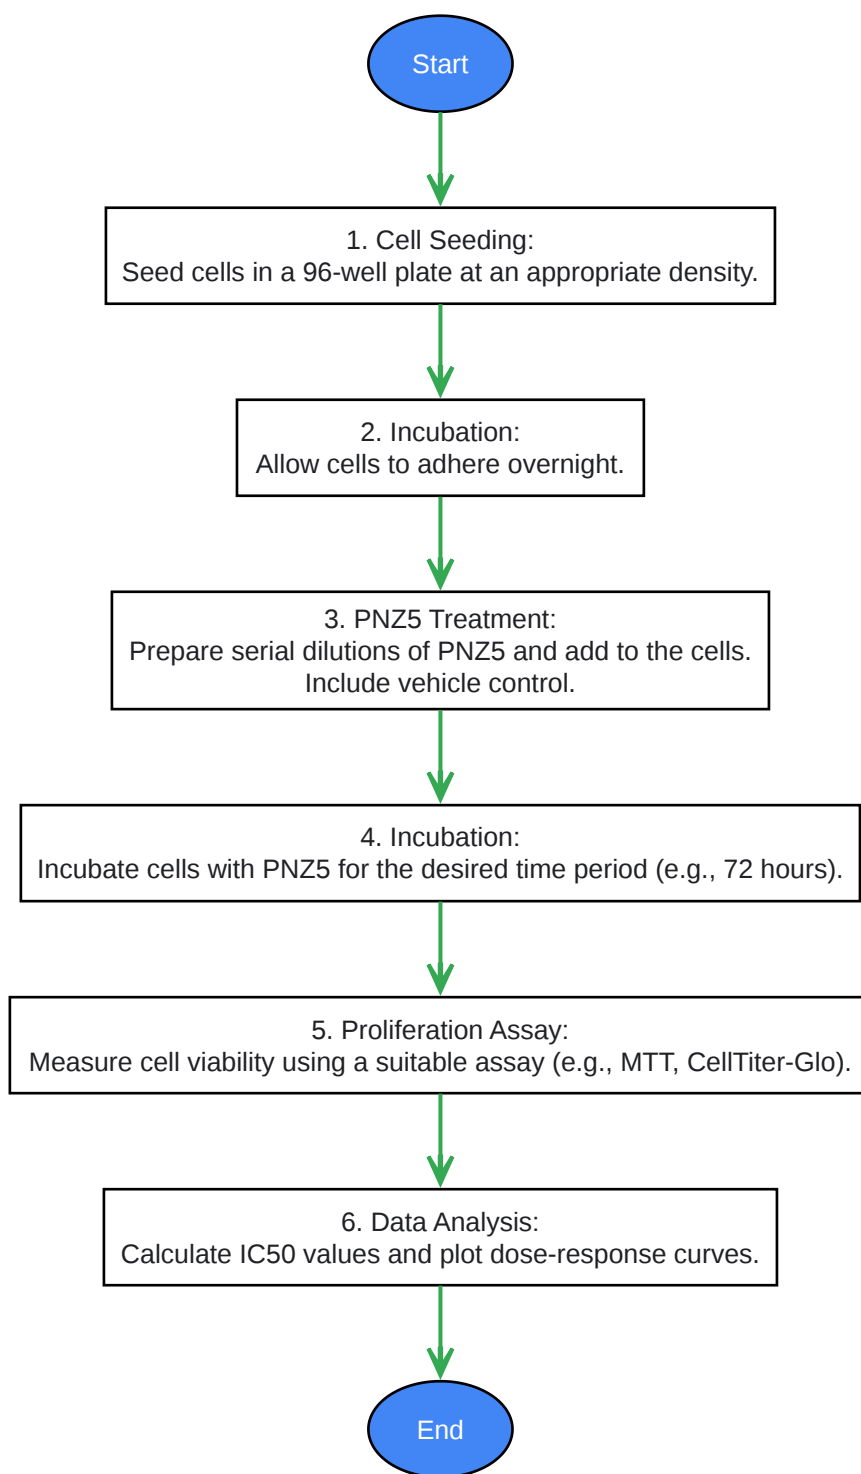 Start
1. Cell Seeding:
Seed cells in a 96-well plate at an appropriate density.
2. Incubation:
Allow cells to adhere overnight.
3. PNZ5 Treatment:
Prepare serial dilutions of PNZ5 and add to the cells.
Include vehicle control.
4. Incubation:
Incubate cells with PNZ5 for the desired time period (e.g., 72 hours).
5. Proliferation Assay:
Measure cell viability using a suitable assay (e.g., MTT, CellTiter-Glo).
6. Data Analysis:
Calculate IC50 values and plot dose-response curves.
End